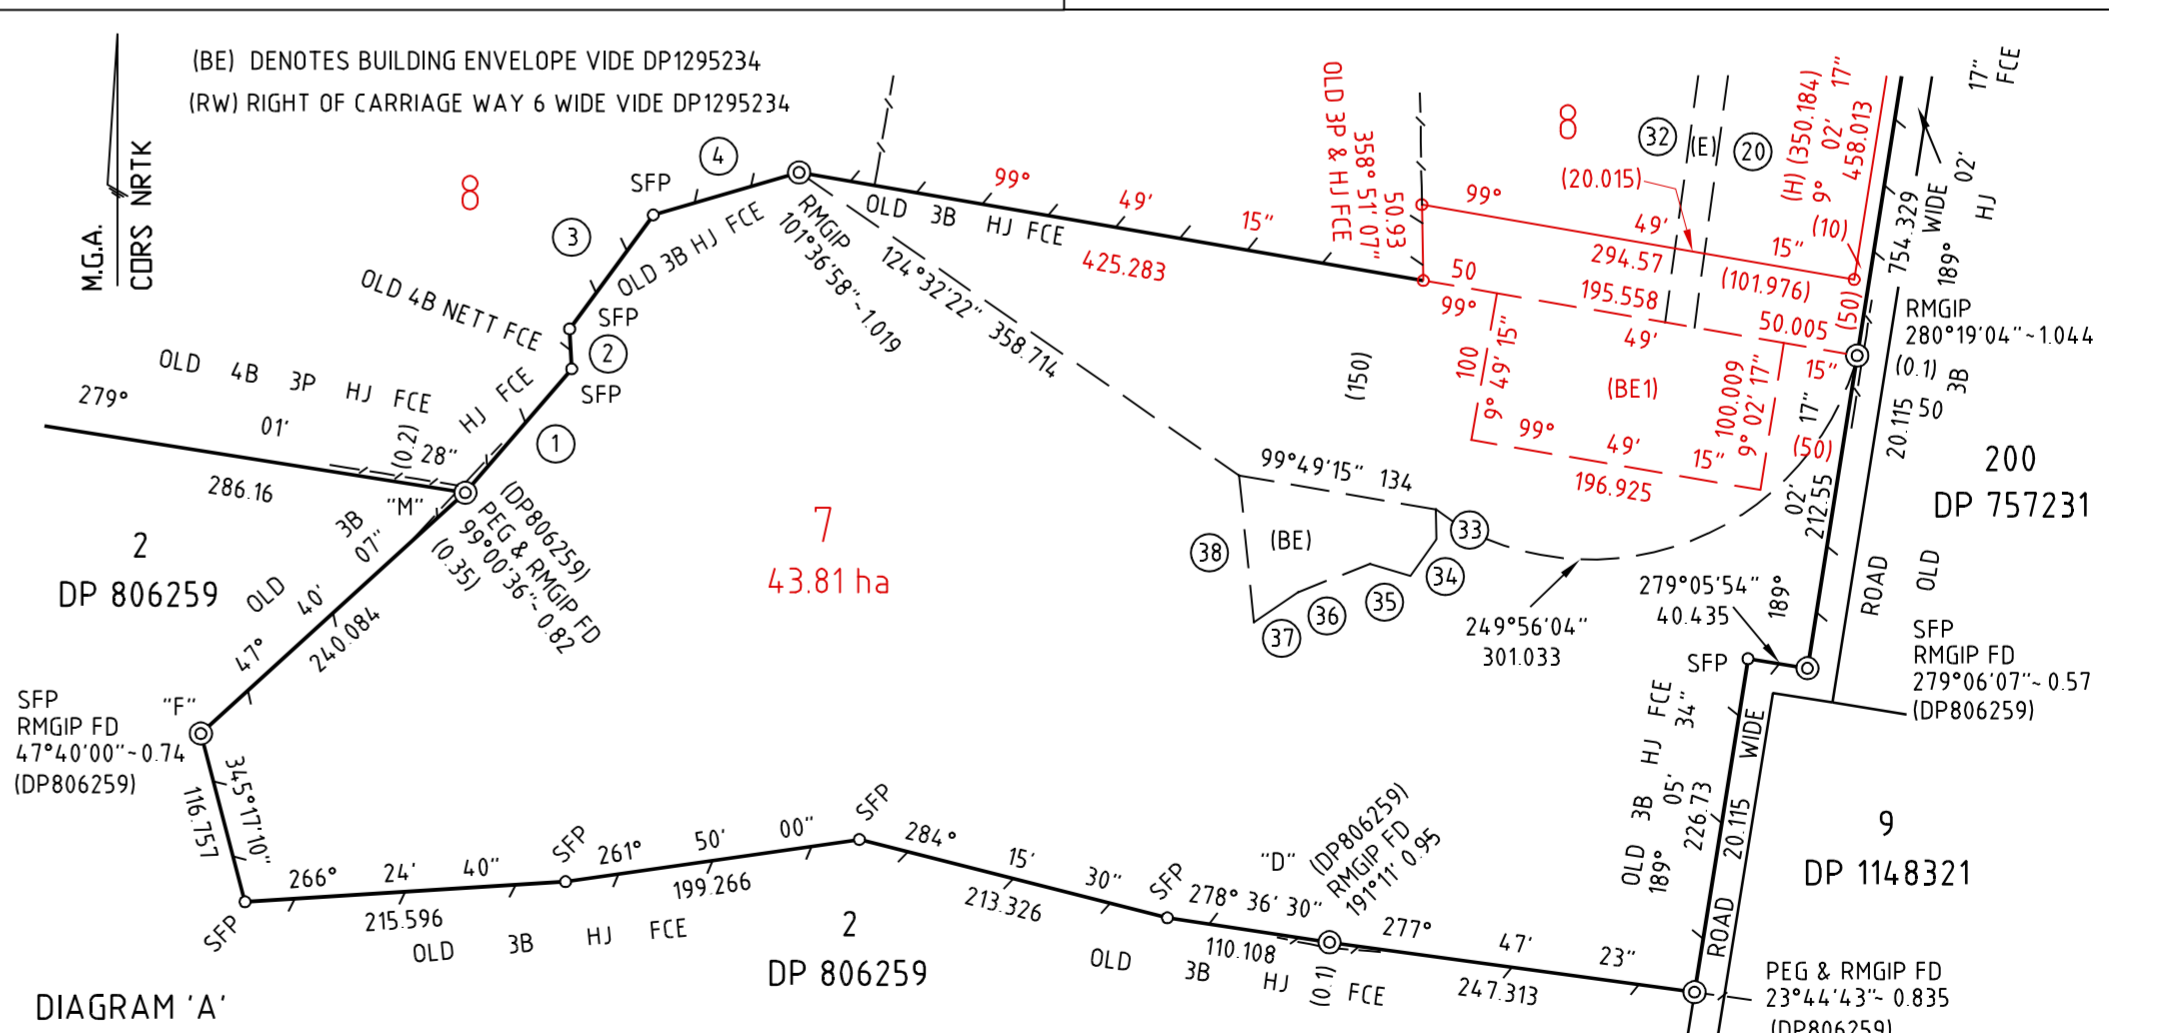 (BE) DENOTES BUILDING ENVELOPE VIDE DP1295234
(RW) RIGHT OF CARRIAGE WAY 6 WIDE VIDE DP1295234
M.G.A.
CORS NRTK
8
OLD 4B NETT FCE
SFP
4
3
OLD 3B HJ FCE
SFP
2
SFP
1
HJ FCE
OLD 4B 3P HJ FCE
279° 01' 28"
(0.2)
286.16
"M"
RMGIP
101°36'58"~1.019
124°32'22" 358.714
OLD 3B HJ FCE
99° 49' 15"
425.283
OLD 3P & HJ FCE
358° 51' 07"
50.93
8
32
(E)
20
(20.015)
99° 49' 15"
294.57
(101.976)
(H) (350.184)
9° 02' 17"
458.013
(10)
(50)
50
195.558
50.005
99° 49' 15"
100
9° 49' 15"
(BE1)
100.009
9° 02' 17"
(50)
99° 49' 15"
196.925
(150)
754.329
WIDE
189° 02' 17"
HJ FCE
RMGIP
280°19'04"~1.044
(0.1)
3B
50
20.115
200
DP 757231
189° 02' 17"
212.55
ROAD
OLD
99°49'15" 134
(BE)
33
34
35
36
37
38
249°56'04"
301.033
279°05'54"
40.435
SFP
SFP
RMGIP FD
279°06'07"~0.57
(DP806259)
2
DP 806259
OLD 3B
47° 40' 07"
240.084
(DP806259)
PEG & RMGIP FD
99°00'36"~0.82
(0.35)
7
43.81 ha
SFP
RMGIP FD
47°40'00"~0.74
(DP806259)
"F"
345°17'10"
116.757
SFP
266° 24' 40"
215.596
SFP
261° 50' 00"
199.266
OLD 3B HJ FCE
SFP
284° 15' 30"
213.326
SFP
278° 36' 30"
110.108
"D"
(DP806259)
RMGIP FD
191°11' 0.95
OLD 3B HJ FCE
(0.1)
277° 47' 23"
247.313
2
DP 806259
OLD 3B HJ FCE
189° 05' 34"
226.73
ROAD 20.115 WIDE
9
DP 1148321
PEG & RMGIP FD
23°44'43"~0.835
(DP806259)
DIAGRAM 'A'